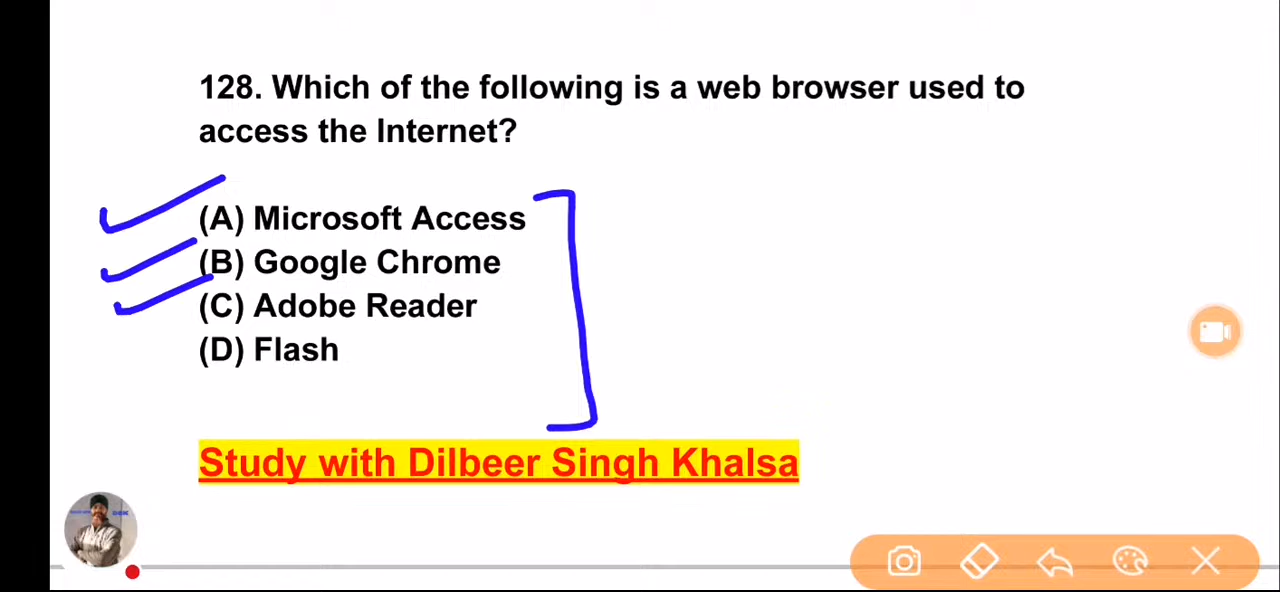 128. Which of the following is a web browser used to
access the Internet?
(A) Microsoft Access
(B) Google Chrome
(C) Adobe Reader
(D) Flash
Study with Dilbeer Singh Khalsa